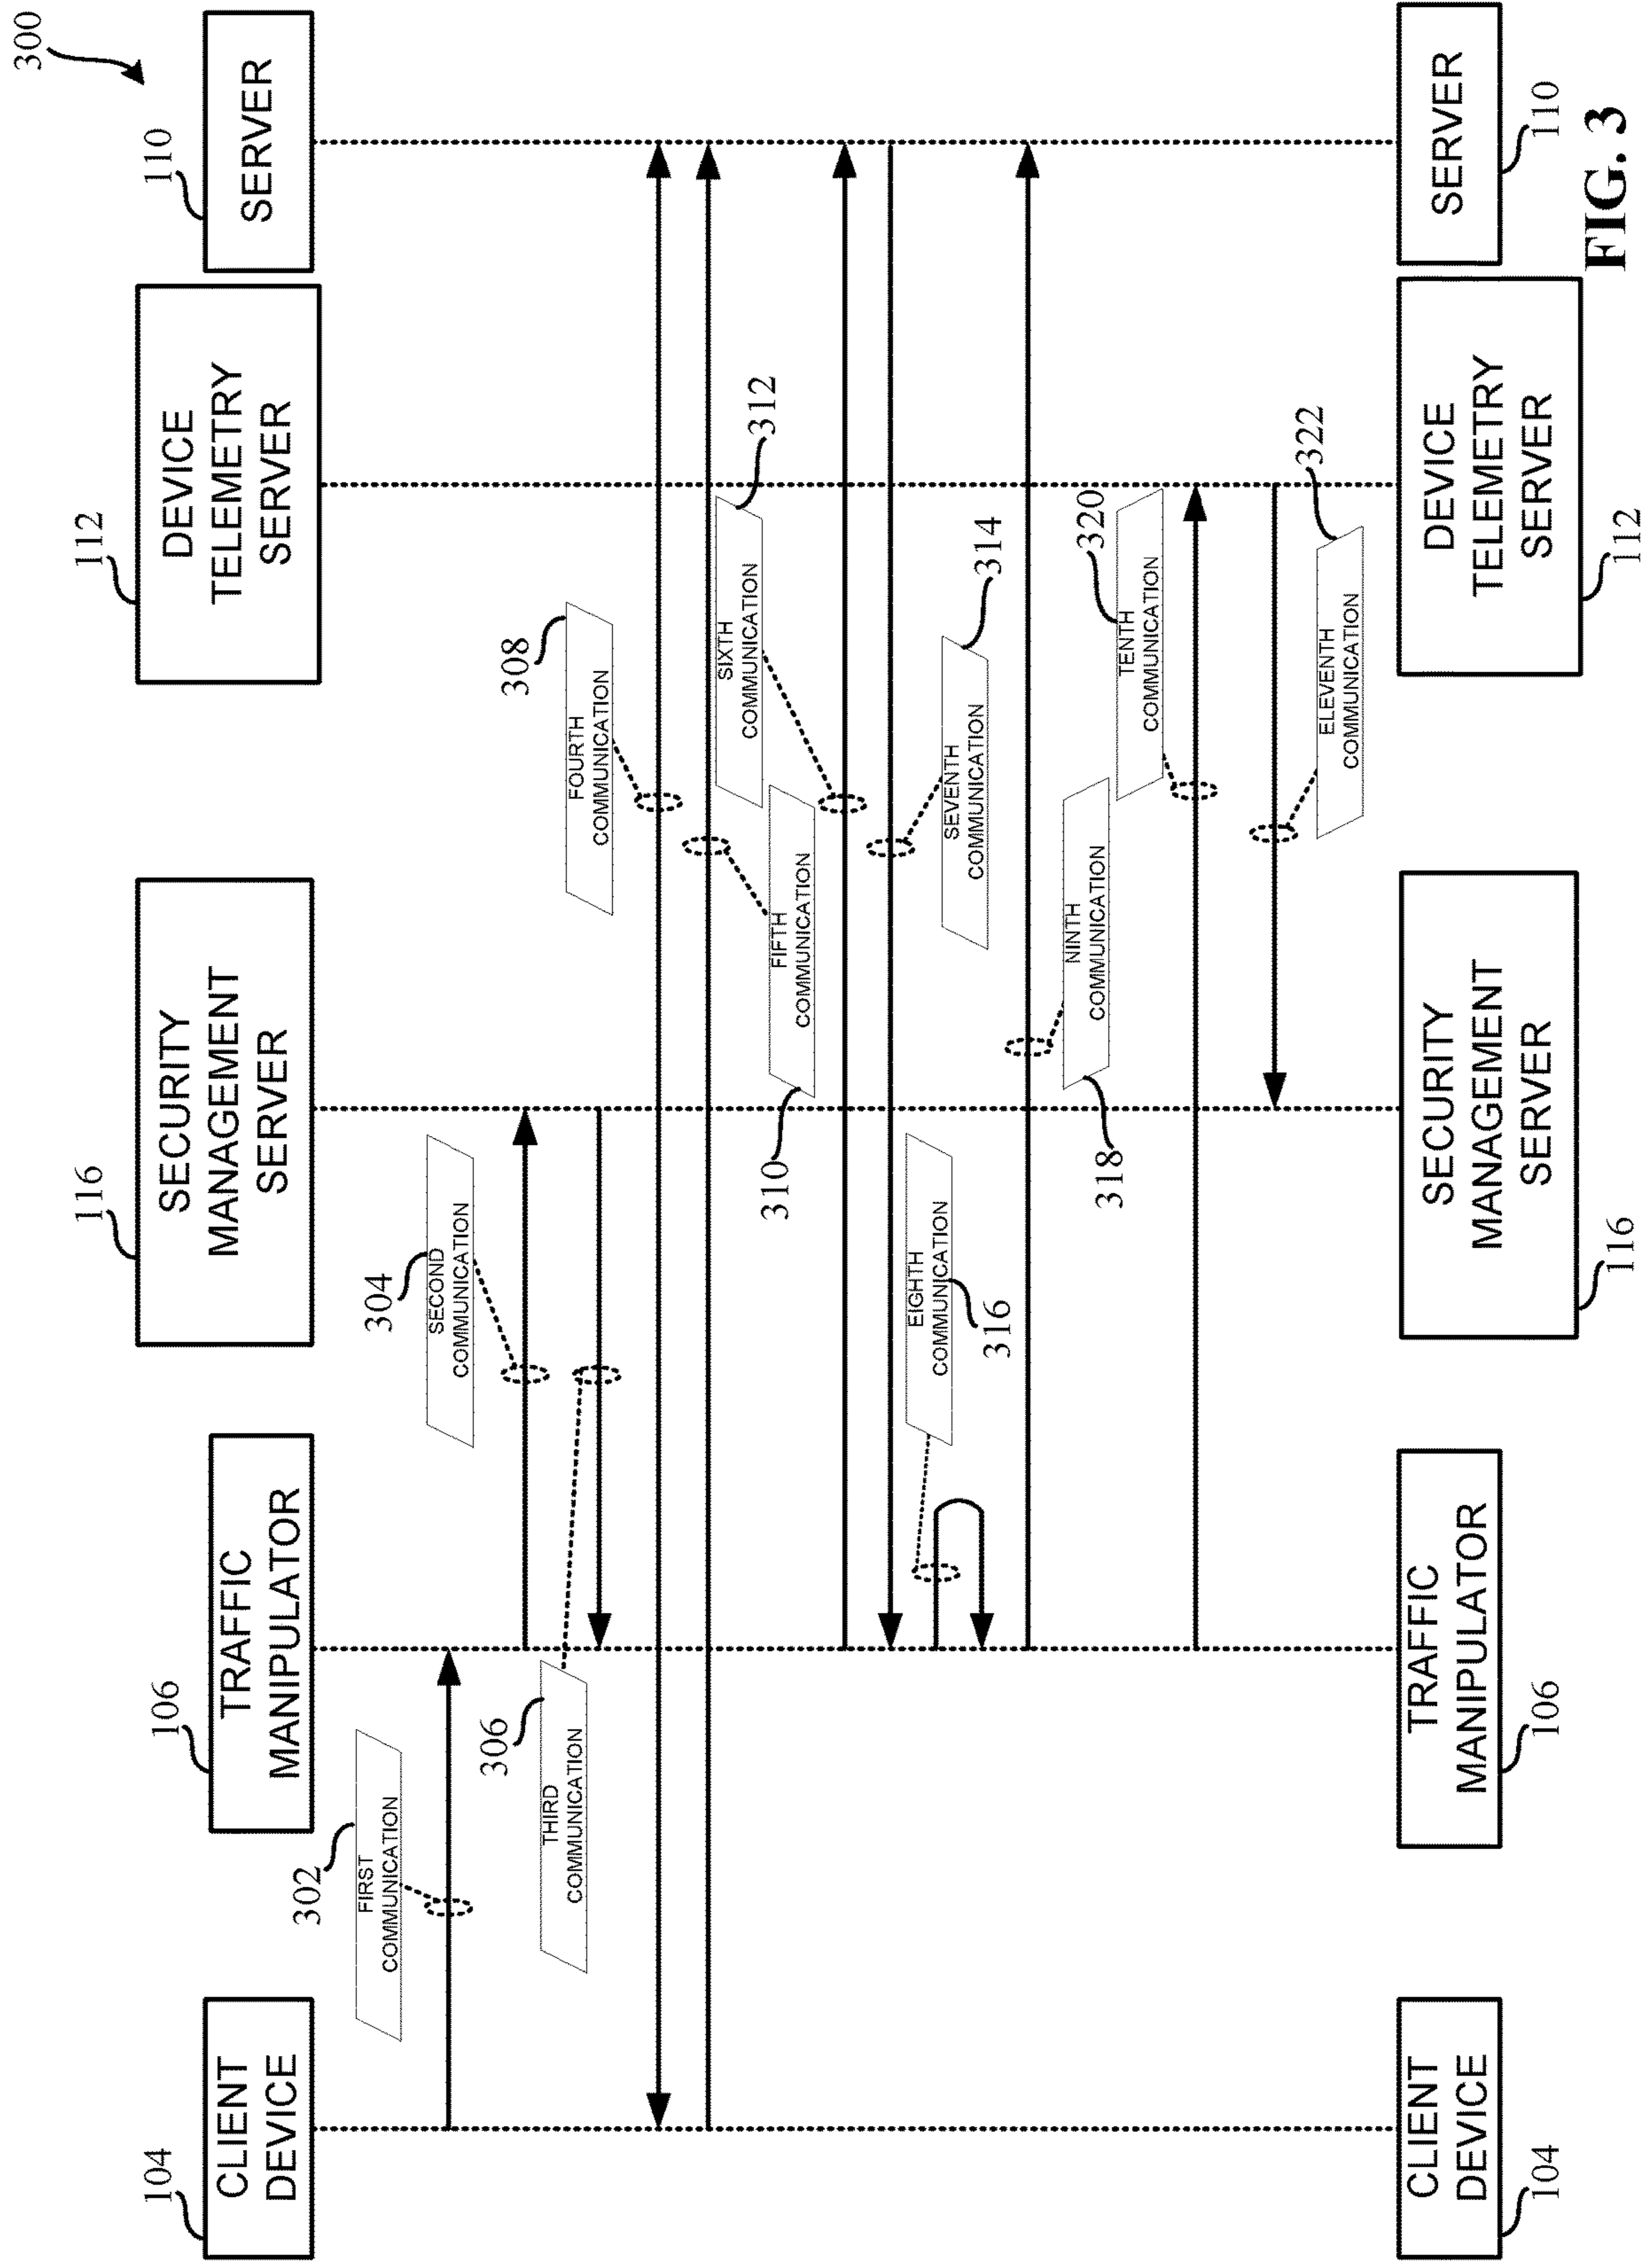 300
104
CLIENT
DEVICE
106
TRAFFIC
MANIPULATOR
116
SECURITY
MANAGEMENT
SERVER
112
DEVICE
TELEMETRY
SERVER
110
SERVER
302
FIRST
COMMUNICATION
304
SECOND
COMMUNICATION
306
THIRD
COMMUNICATION
308
FOURTH
COMMUNICATION
310
FIFTH
COMMUNICATION
312
SIXTH
COMMUNICATION
314
SEVENTH
COMMUNICATION
316
EIGHTH
COMMUNICATION
318
NINTH
COMMUNICATION
320
TENTH
COMMUNICATION
322
ELEVENTH
COMMUNICATION
CLIENT
DEVICE
104
TRAFFIC
MANIPULATOR
106
SECURITY
MANAGEMENT
SERVER
116
DEVICE
TELEMETRY
SERVER
112
SERVER
110
FIG. 3